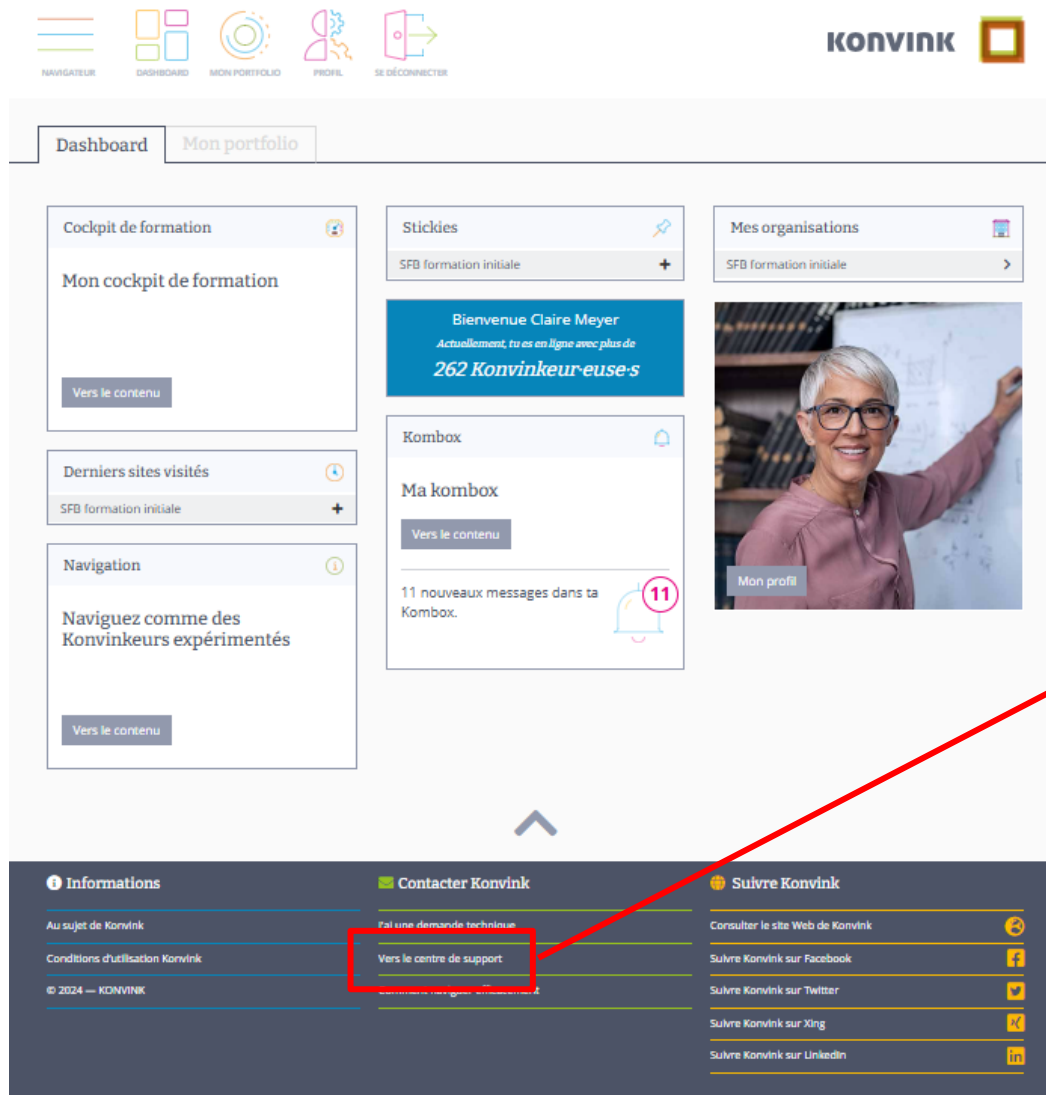 NAVIGATEUR
DASHBOARD
MON PORTFOLIO
PROFIL
SE DÉCONNECTER
KONVINK
Dashboard
Mon portfolio
Cockpit de formation
Mon cockpit de formation
Vers le contenu
Derniers sites visités
SFB formation initiale
Navigation
Naviguez comme des
Konvinkeurs expérimentés
Vers le contenu
Stickies
SFB formation initiale
Bienvenue Claire Meyer
Actuellement, tu es en ligne avec plus de
262 Konvinkeur·euse·s
Kombox
Ma kombox
Vers le contenu
11 nouveaux messages dans ta
Kombox.
11
Mes organisations
SFB formation initiale
Mon profil
Informations
Au sujet de Konvink
Conditions d'utilisation Konvink
© 2024 — KONVINK
Contacter Konvink
J'ai une demande technique
Vers le centre de support
Comment naviguer efficacement
Suivre Konvink
Consulter le site Web de Konvink
Suivre Konvink sur Facebook
Suivre Konvink sur Twitter
Suivre Konvink sur Xing
Suivre Konvink sur LinkedIn